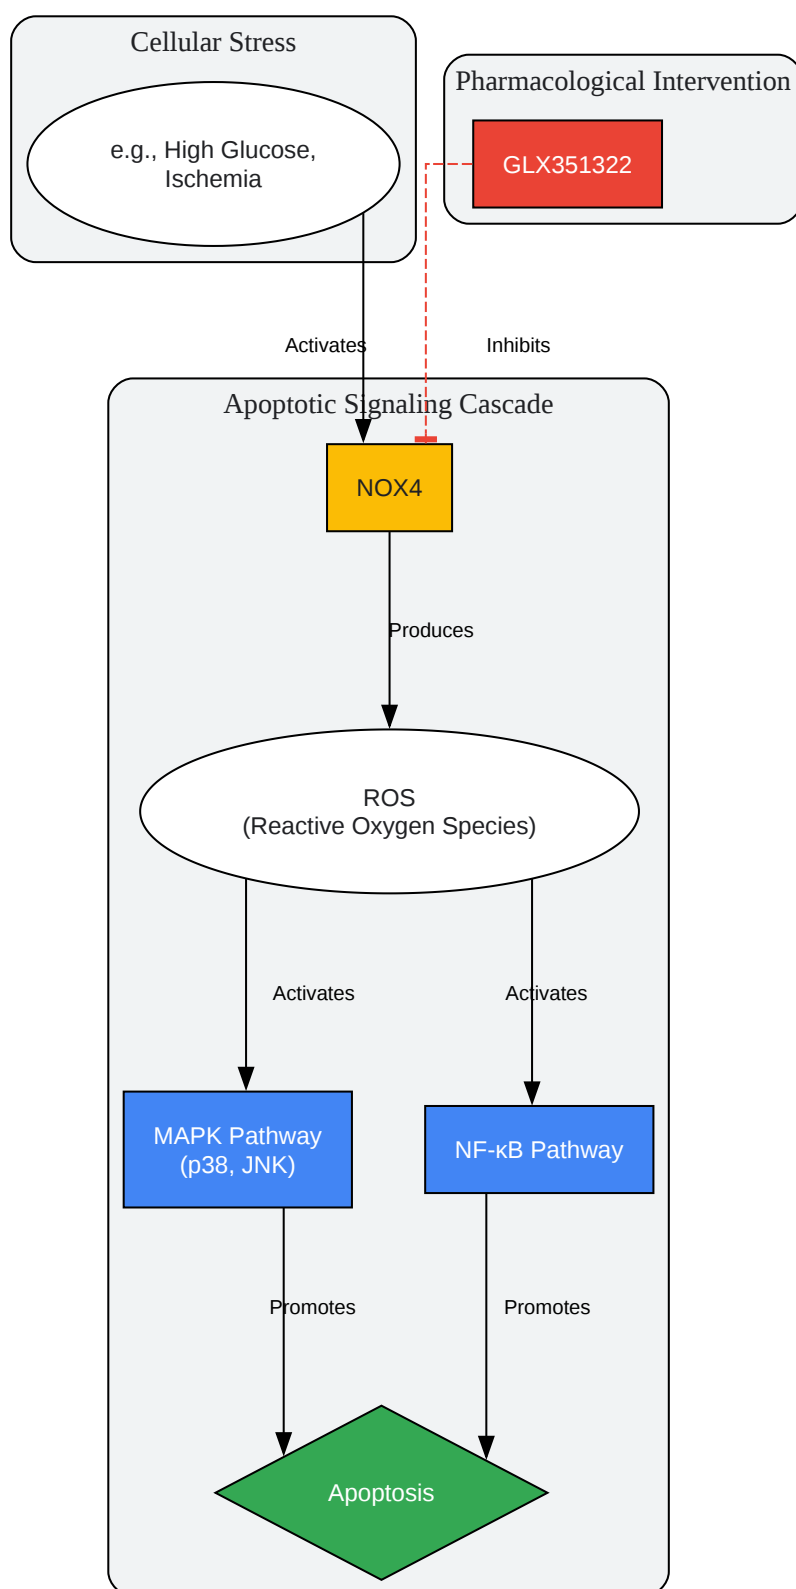 Cellular Stress
e.g., High Glucose,
Ischemia
Pharmacological Intervention
GLX351322
Activates
Inhibits
Apoptotic Signaling Cascade
NOX4
Produces
ROS
(Reactive Oxygen Species)
Activates
Activates
MAPK Pathway
(p38, JNK)
NF-κB Pathway
Promotes
Promotes
Apoptosis